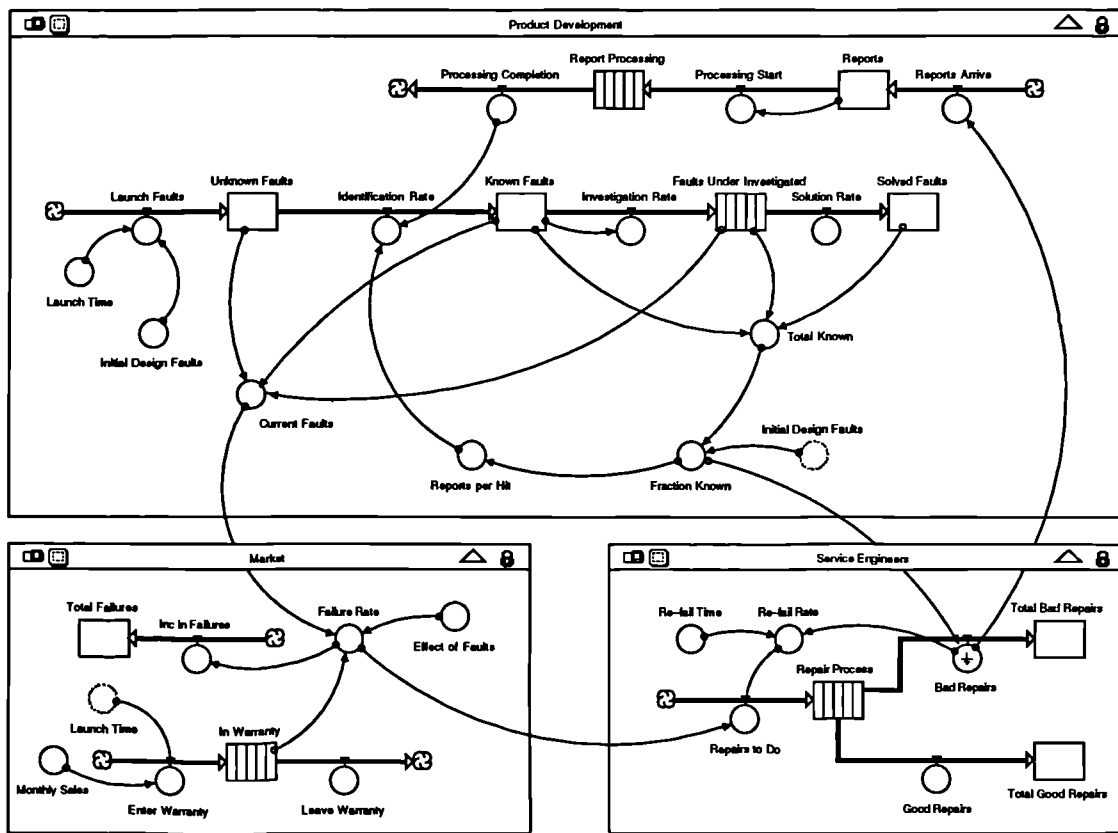 Product Development
Report Processing
Reports
Processing Completion
Processing Start
Reports Arrive
Launch Faults
Unknown Faults
Identification Rate
Known Faults
Investigation Rate
Faults Under Investigated
Solution Rate
Solved Faults
Launch Time
Initial Design Faults
Total Known
Current Faults
Initial Design Faults
Reports per Hit
Fraction Known
Market
Total Failures
Inc in Failures
Failure Rate
Effect of Faults
Launch Time
In Warranty
Monthly Sales
Enter Warranty
Leave Warranty
Service Engineers
Re-fail Time
Re-fail Rate
Total Bad Repairs
Repair Process
Bad Repairs
Repairs to Do
Good Repairs
Total Good Repairs